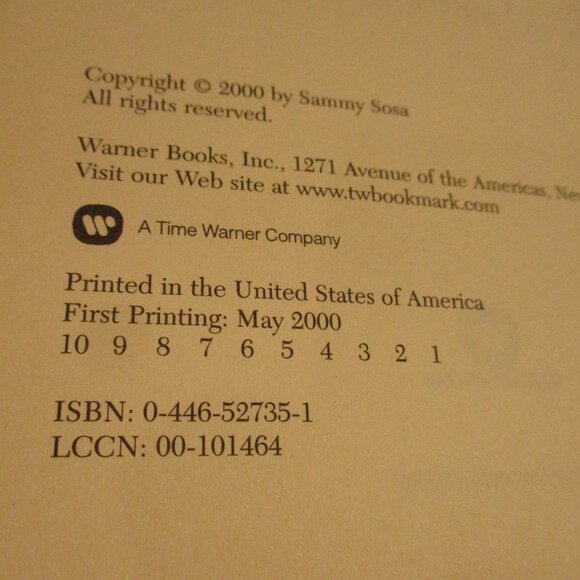 Copyright © 2000 by Sammy Sosa
All rights reserved.
Warner Books, Inc., 1271 Avenue of the Americas, New
Visit our Web site at www.twbookmark.com
A Time Warner Company
Printed in the United States of America
First Printing: May 2000
10 9 8 7 6 5 4 3 2 1
ISBN: 0-446-52735-1
LCCN: 00-101464